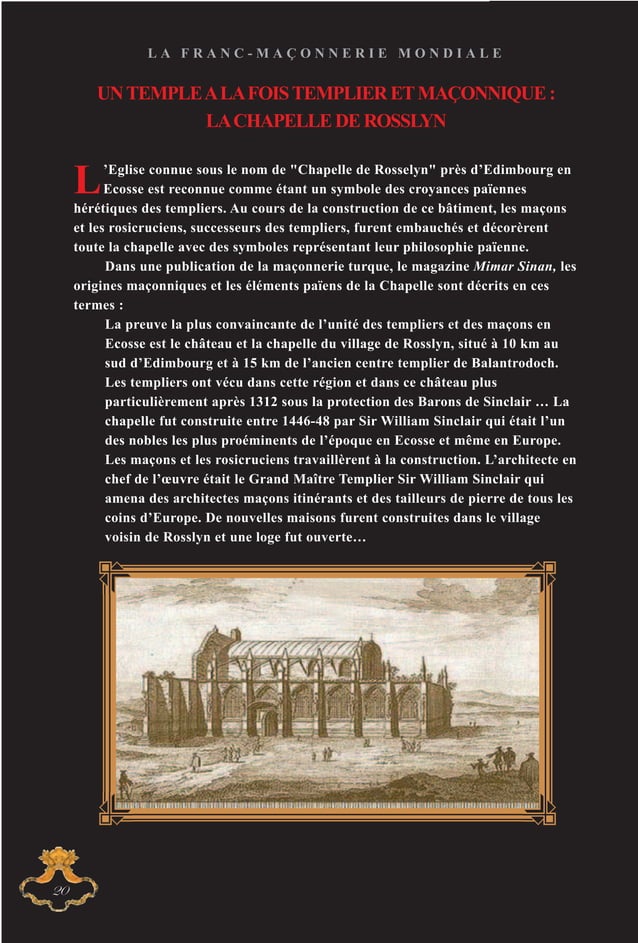 LA FRANC-MAÇONNERIE MONDIALE
UN TEMPLE A LA FOIS TEMPLIER ET MAÇONNIQUE :
LA CHAPELLE DE ROSSLYN
L’Eglise connue sous le nom de "Chapelle de Rosselyn" près d’Edimbourg en
Ecosse est reconnue comme étant un symbole des croyances païennes
hérétiques des templiers. Au cours de la construction de ce bâtiment, les maçons
et les rosicruciens, successeurs des templiers, furent embauchés et décorèrent
toute la chapelle avec des symboles représentant leur philosophie païenne.
Dans une publication de la maçonnerie turque, le magazine Mimar Sinan, les
origines maçonniques et les éléments païens de la Chapelle sont décrits en ces
termes :
La preuve la plus convaincante de l’unité des templiers et des maçons en
Ecosse est le château et la chapelle du village de Rosslyn, situé à 10 km au
sud d’Edimbourg et à 15 km de l’ancien centre templier de Balantrodoch.
Les templiers ont vécu dans cette région et dans ce château plus
particulièrement après 1312 sous la protection des Barons de Sinclair … La
chapelle fut construite entre 1446-48 par Sir William Sinclair qui était l’un
des nobles les plus proéminents de l’époque en Ecosse et même en Europe.
Les maçons et les rosicruciens travaillèrent à la construction. L’architecte en
chef de l’œuvre était le Grand Maître Templier Sir William Sinclair qui
amena des architectes maçons itinérants et des tailleurs de pierre de tous les
coins d’Europe. De nouvelles maisons furent construites dans le village
voisin de Rosslyn et une loge fut ouverte…
20